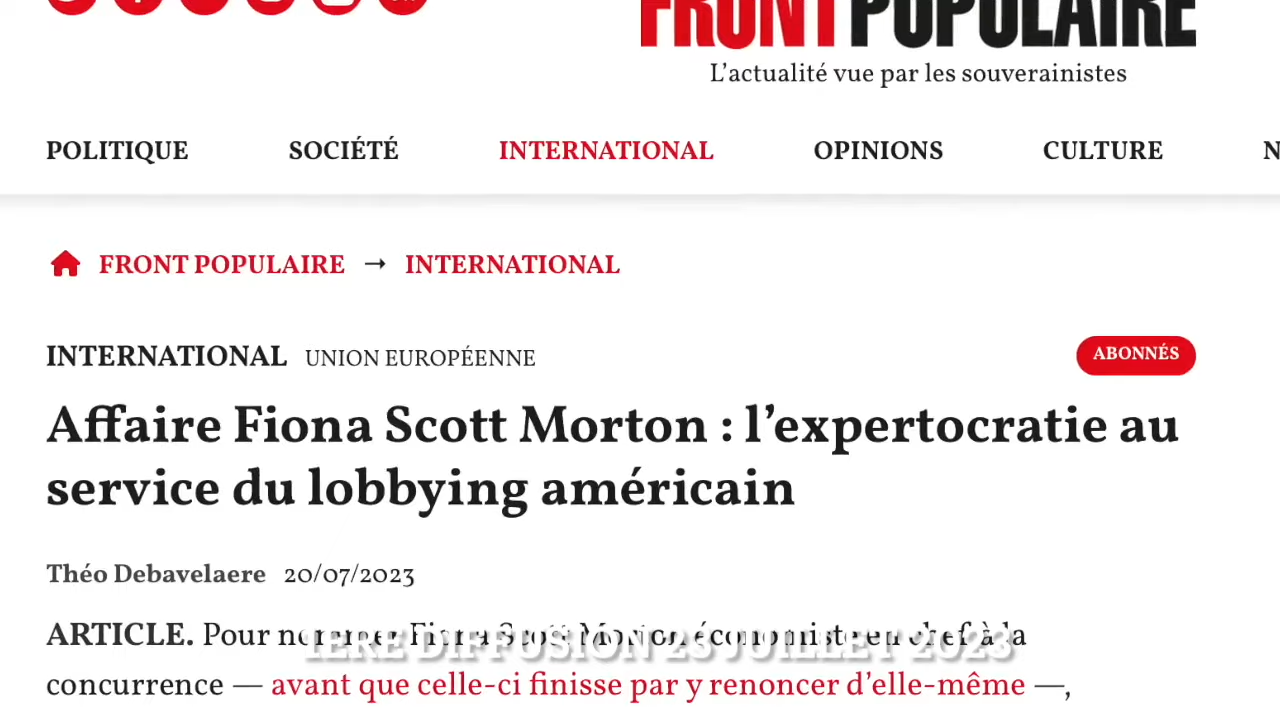 FRONT POPULAIRE
L’actualité vue par les souverainistes
POLITIQUE SOCIÉTÉ INTERNATIONAL OPINIONS CULTURE N
FRONT POPULAIRE → INTERNATIONAL
INTERNATIONAL UNION EUROPÉENNE
ABONNÉS
Affaire Fiona Scott Morton : l’expertocratie au
service du lobbying américain
Théo Debavelaere 20/07/2023
ARTICLE. Pour nommer Fiona Scott Morton économiste en chef à la
1ERE DIFFUSION 23 JUILLET 2023
concurrence — avant que celle-ci finisse par y renoncer d’elle-même —,